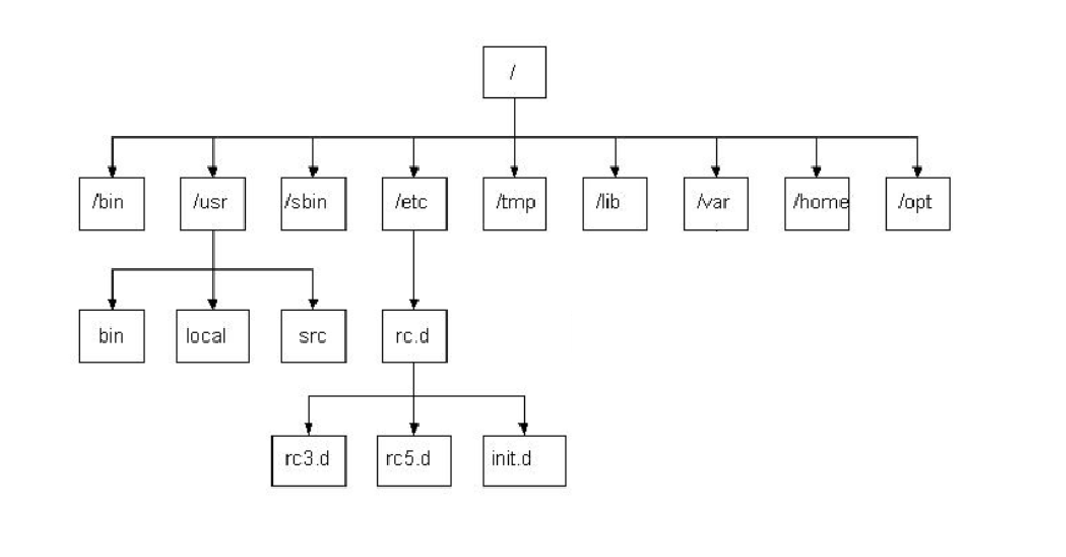 /
/bin
/usr
/sbin
/etc
/tmp
/lib
/var
/home
/opt
bin
local
src
rc.d
rc3.d
rc5.d
init.d